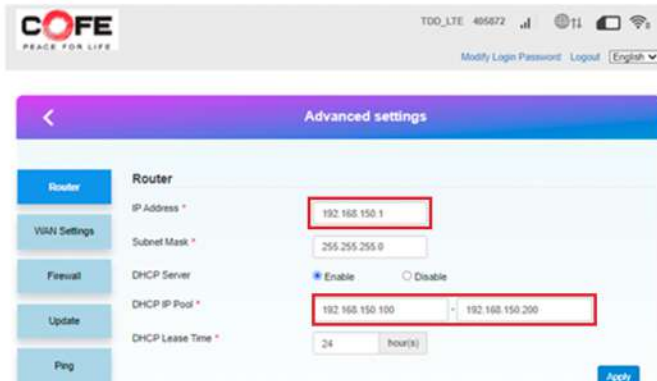 COFE
PEACE FOR LIFE
TDD_LTE 405872
Modify Login Password Logout English
Advanced settings
Router
WAN Settings
Firewall
Update
Ping
Router
IP Address * 192.168.150.1
Subnet Mask * 255.255.255.0
DHCP Server Enable Disable
DHCP IP Pool * 192.168.150.100 - 192.168.150.200
DHCP Lease Time * 24 hour(s)
Apply